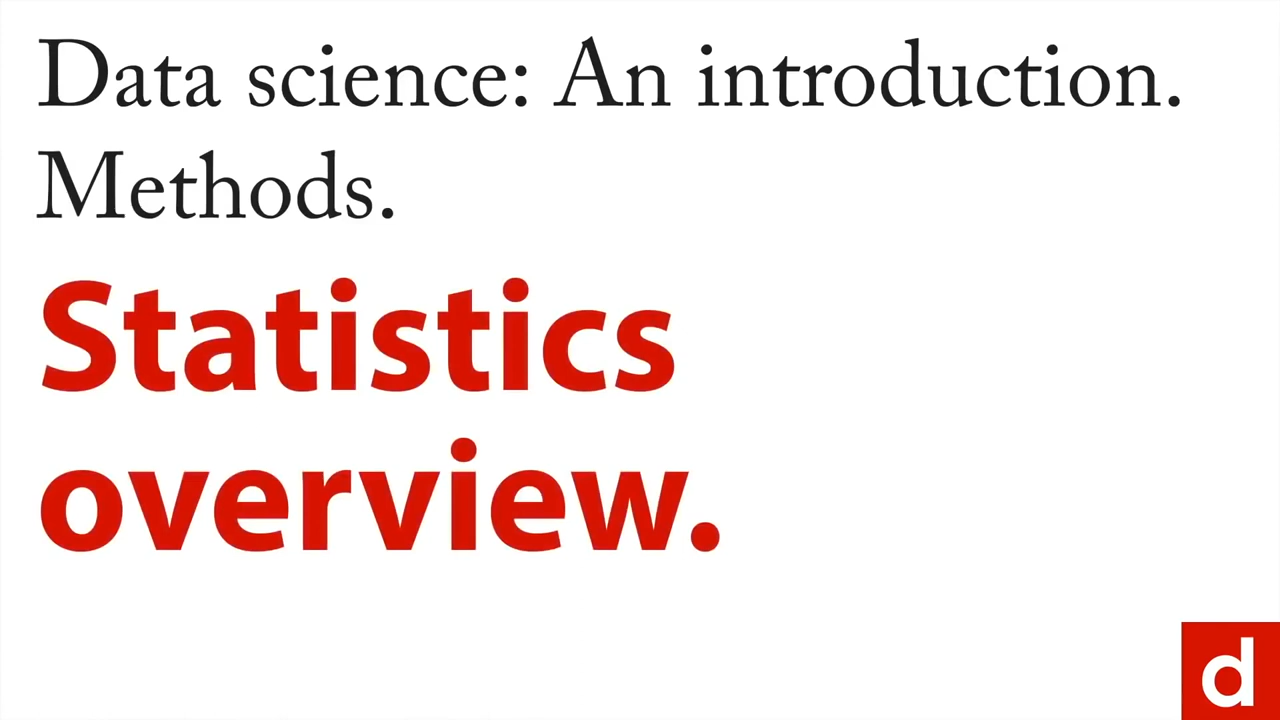 Data science: An introduction.
Methods.
Statistics
overview.
d